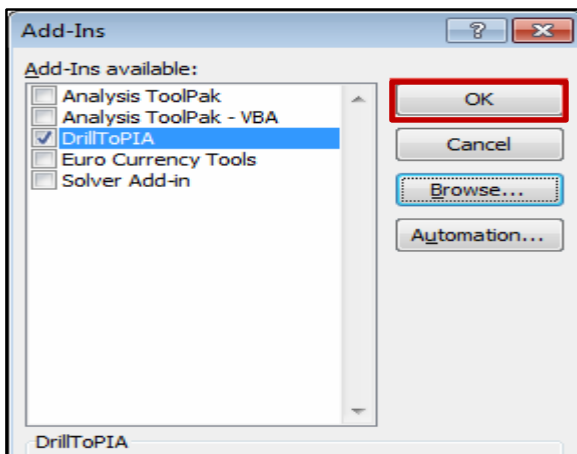 Add-Ins
Add-Ins available:
Analysis ToolPak
Analysis ToolPak - VBA
DrillToPIA
Euro Currency Tools
Solver Add-in
OK
Cancel
Browse...
Automation...
DrillToPIA